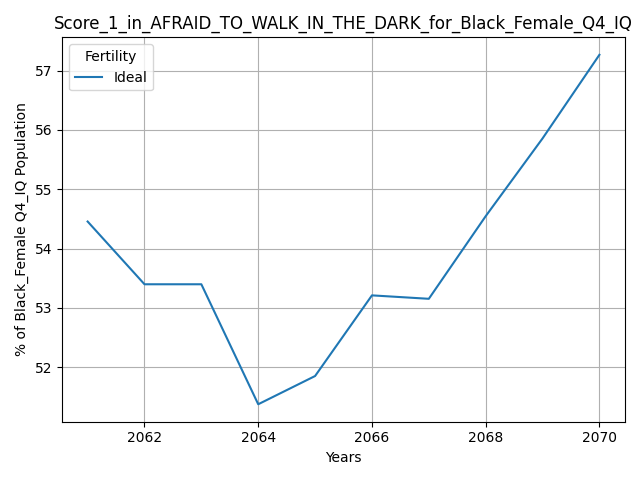 Score_1_in_AFRAID_TO_WALK_IN_THE_DARK_for_Black_Female_Q4_IQ
Fertility
Ideal
% of Black_Female Q4_IQ Population
57
56
55
54
53
52
2062
2064
2066
2068
2070
Years